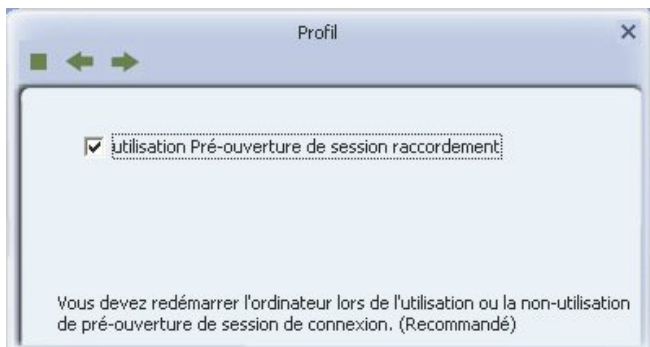 Profil
utilisation Pré-ouverture de session raccordement
Vous devez redémarrer l'ordinateur lors de l'utilisation ou la non-utilisation
de pré-ouverture de session de connexion. (Recommandé)